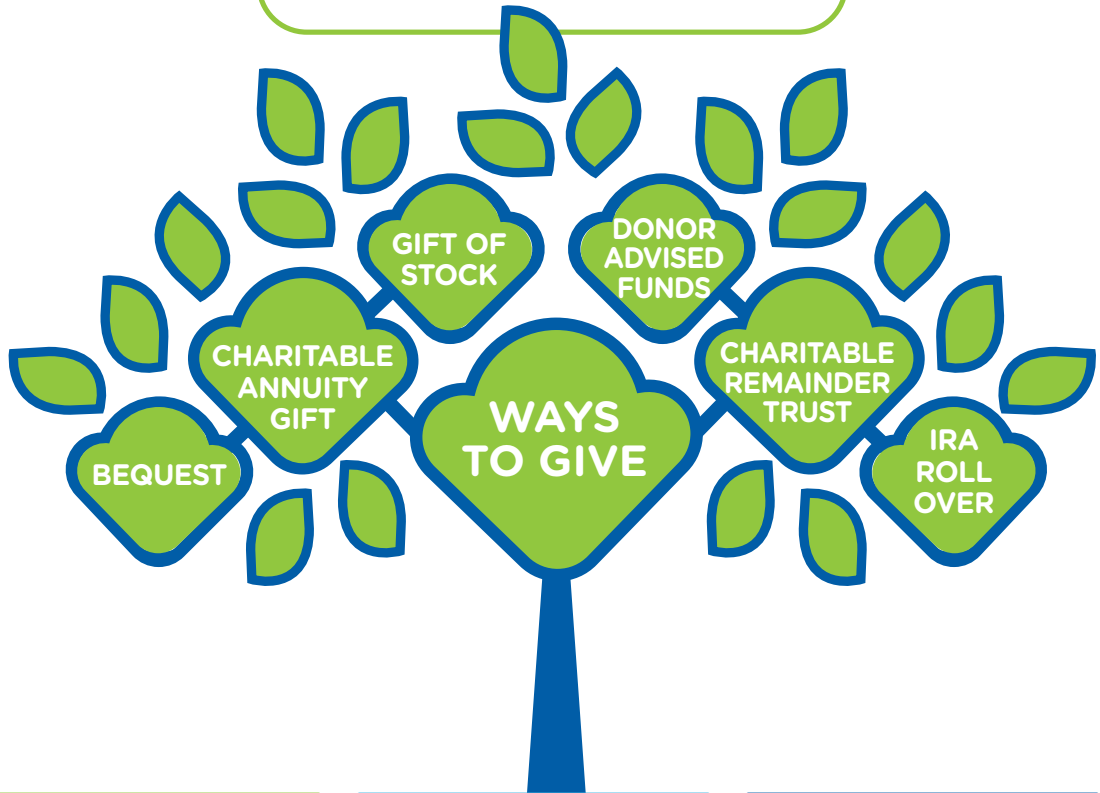 GIFT OF
STOCK
DONOR
ADVISED
FUNDS
CHARITABLE
ANNUITY
GIFT
CHARITABLE
REMAINDER
TRUST
WAYS
TO GIVE
BEQUEST
IRA
ROLL
OVER